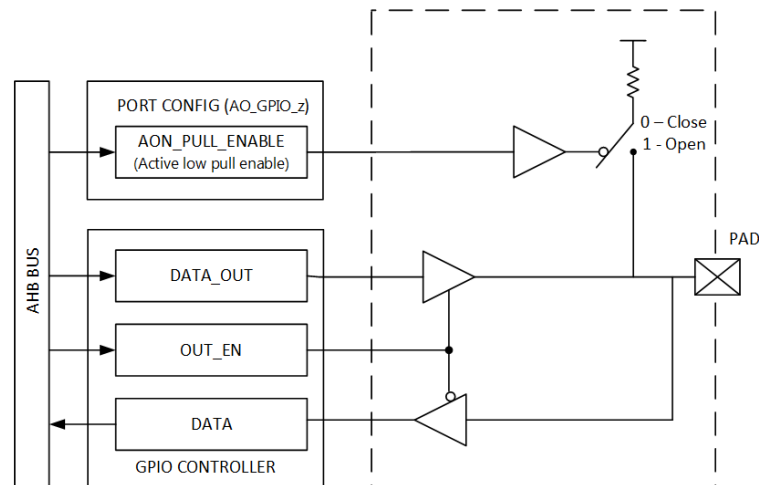 PORT CONFIG (AO_GPIO_z)
AON_PULL_ENABLE
(Active low pull enable)
0 – Close
1 - Open
PAD
AHB BUS
DATA_OUT
OUT_EN
DATA
GPIO CONTROLLER